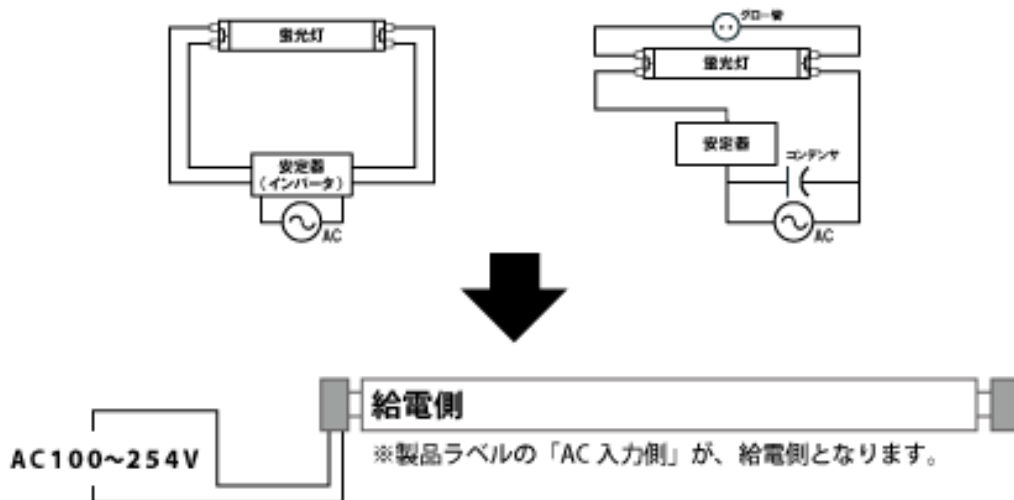 蛍光灯
安定器
(インバータ)
AC
グロー管
蛍光灯
安定器
コンデンサ
AC
給電側
AC100~254V
※製品ラベルの「AC 入力側」が、給電側となります。